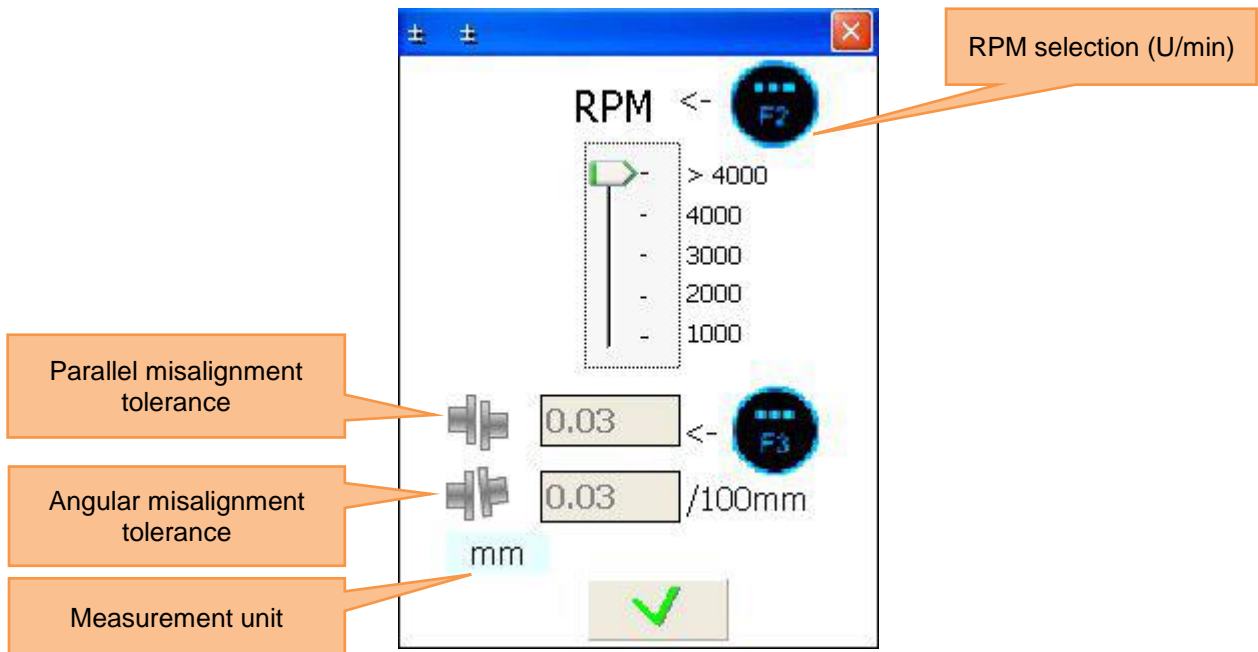 ± ±
RPM selection (U/min)
RPM <- F2
> 4000
4000
3000
2000
1000
Parallel misalignment
tolerance
0.03 <- F3
Angular misalignment
tolerance
0.03 /100mm
mm
Measurement unit